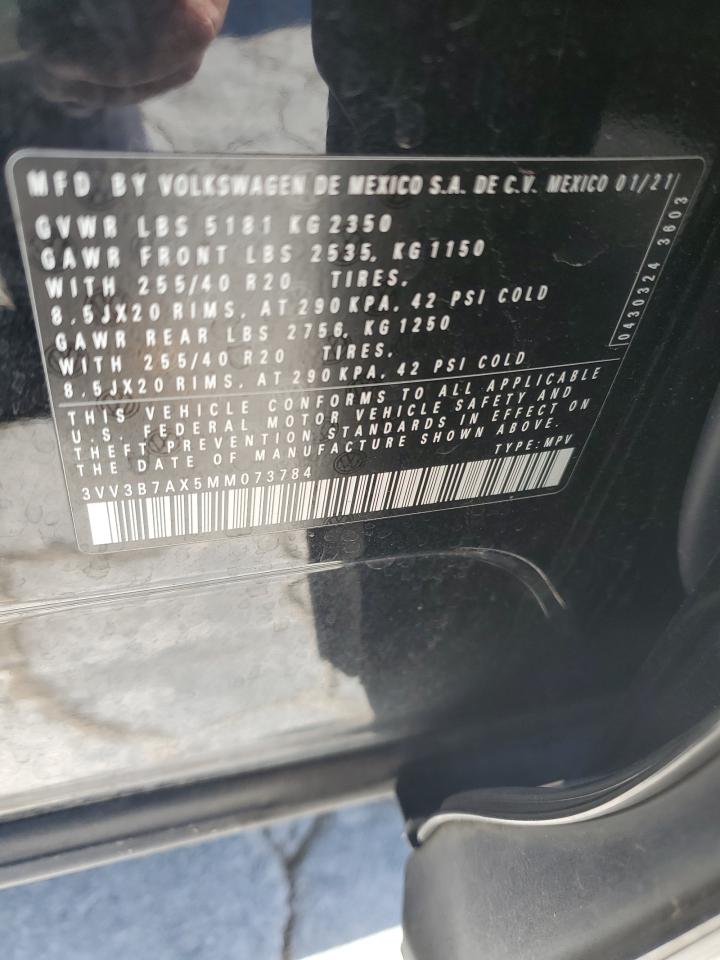 MFD BY VOLKSWAGEN DE MEXICO S.A. DE C.V. MEXICO 01/21
GVWR LBS 5181 KG 2350
GAWR FRONT LBS 2535, KG 1150
WITH 255/40 R20 TIRES,
8,5JX20 RIMS, AT 290 KPA, 42 PSI COLD
GAWR REAR LBS 2756, KG 1250
WITH 255/40 R20 TIRES,
8,5JX20 RIMS, AT 290 KPA, 42 PSI COLD
THIS VEHICLE CONFORMS TO ALL APPLICABLE
U.S. FEDERAL MOTOR VEHICLE SAFETY AND
THEFT PREVENTION STANDARDS IN EFFECT ON
THE DATE OF MANUFACTURE SHOWN ABOVE.
3VV3B7AX5MM073784 TYPE: MPV
0430324 3603